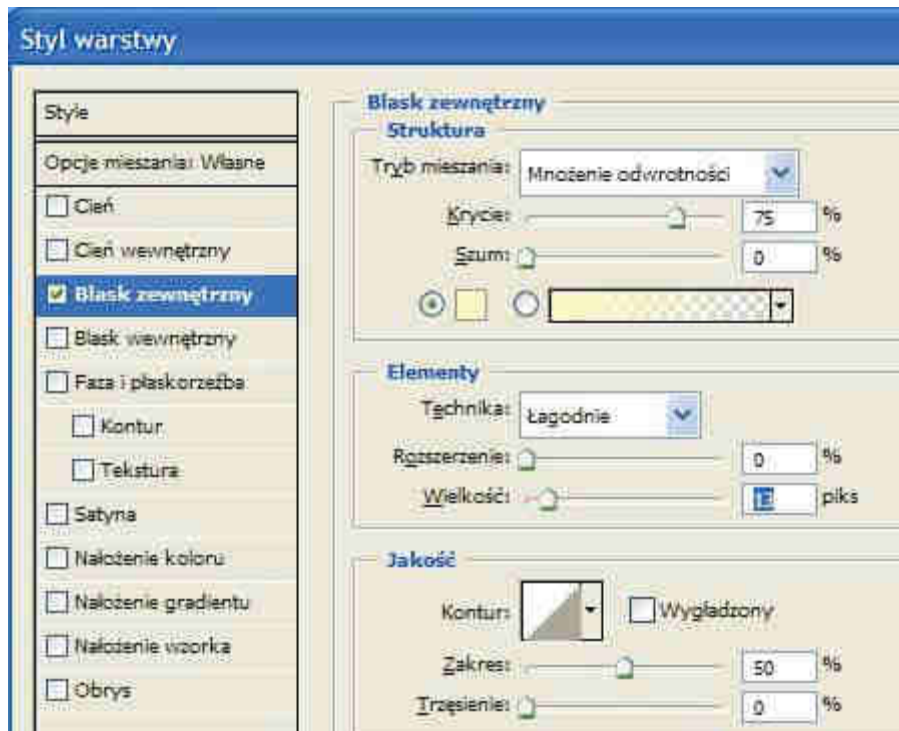 Styl warstwy
Style
Opcje mieszania: Własne
Cień
Cień wewnętrzny
Blask zewnętrzny
Blask wewnętrzny
Faza i płaskorzeźba
Kontur
Tekstura
Satyna
Nałożenie koloru
Nałożenie gradientu
Nałożenie wzorka
Obrys
Blask zewnętrzny
Struktura
Tryb mieszania: Mnożenie odwrotności
Krycie: 75 %
Szum: 0 %
Elementy
Technika: Łagodnie
Rozszerzenie: 0 %
Wielkość: 13 piks
Jakość
Kontur: Wygładzony
Zakres: 50 %
Trzęsienie: 0 %